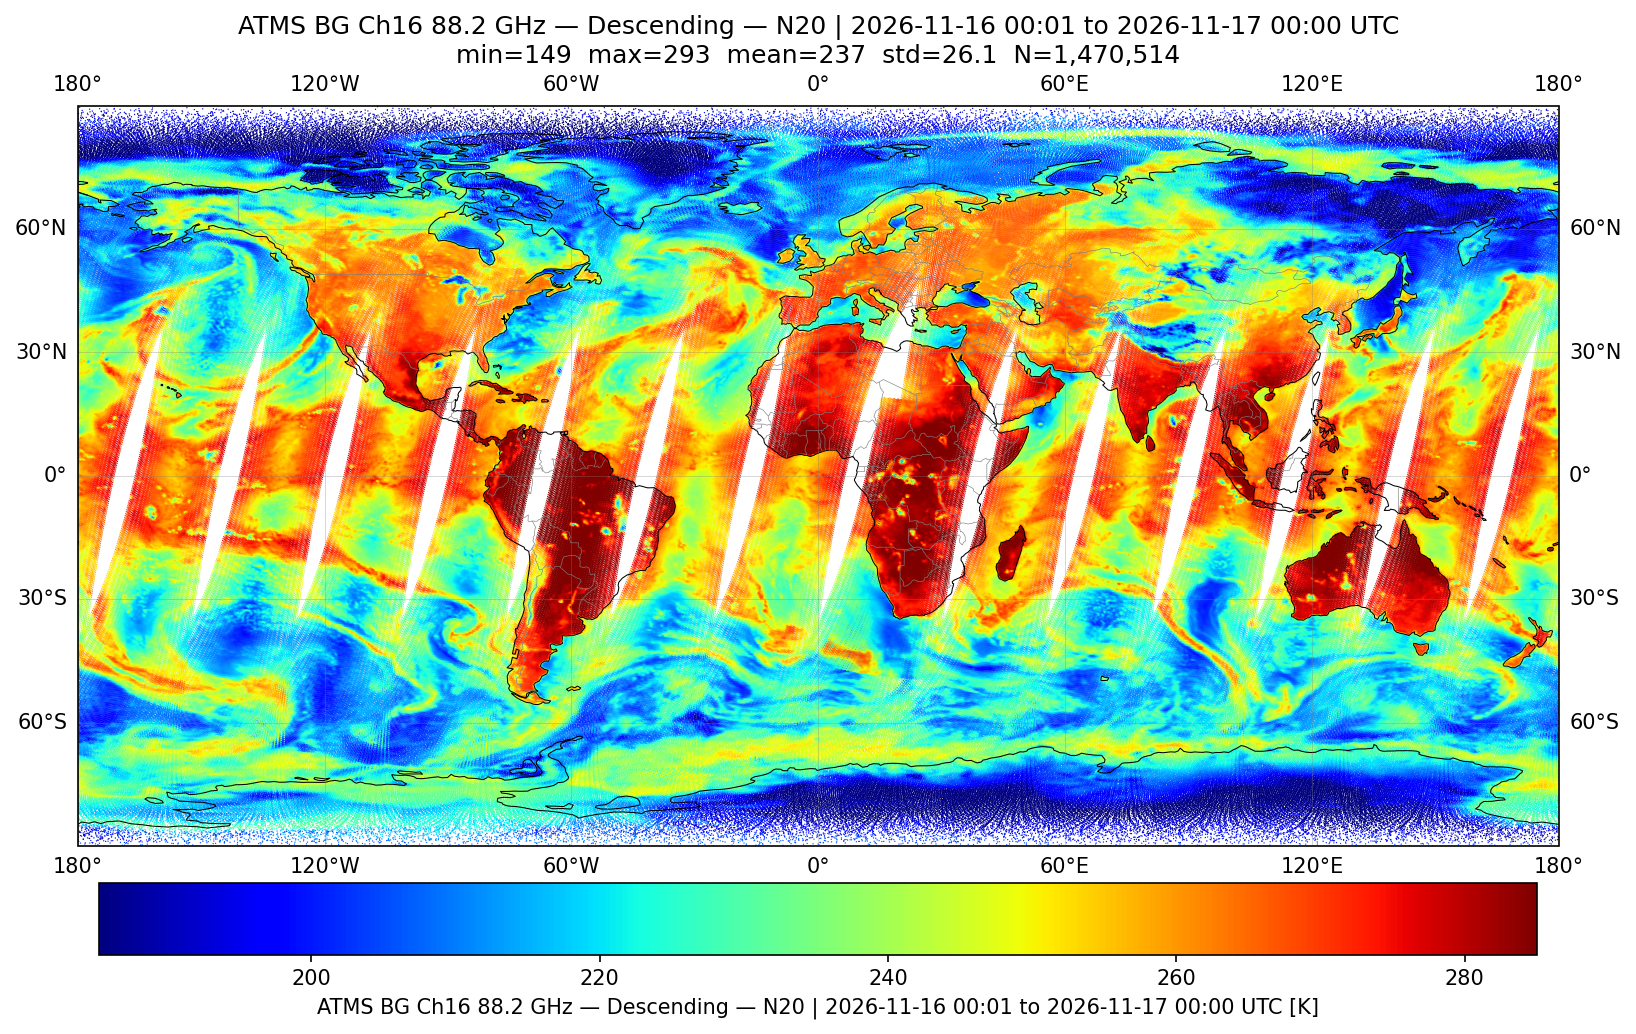 ATMS BG Ch16 88.2 GHz — Descending — N20 | 2026-11-16 00:01 to 2026-11-17 00:00 UTC
min=149  max=293  mean=237  std=26.1  N=1,470,514
180° 120°W 60°W 0° 60°E 120°E 180°
60°N 60°N
30°N 30°N
0° 0°
30°S 30°S
60°S 60°S
180° 120°W 60°W 0° 60°E 120°E 180°
200 220 240 260 280
ATMS BG Ch16 88.2 GHz — Descending — N20 | 2026-11-16 00:01 to 2026-11-17 00:00 UTC [K]